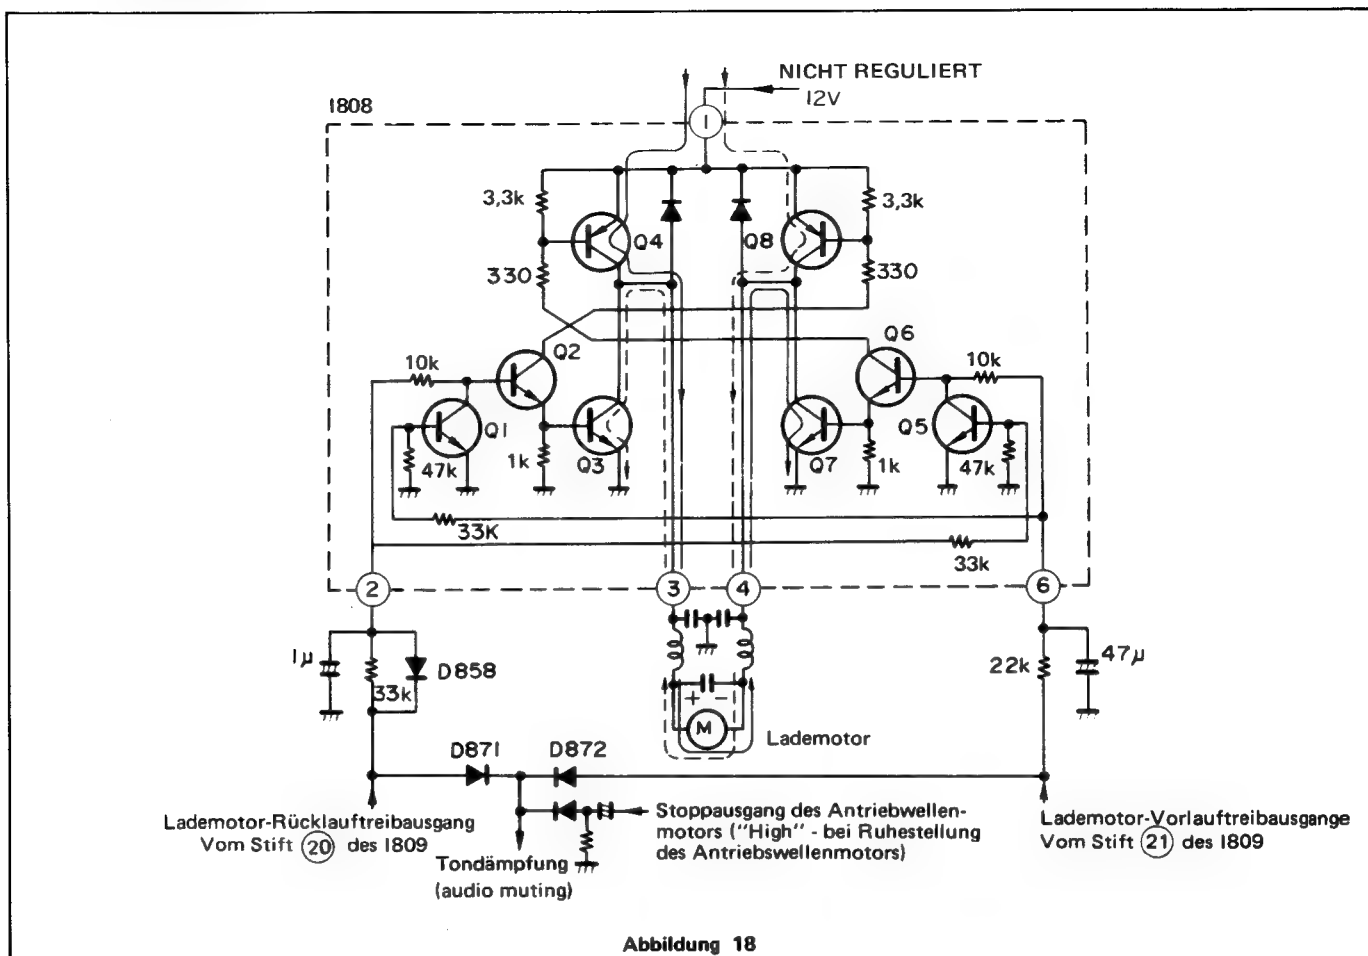 NICHT REGULIERT
12V
1808
1
3,3k
3,3k
Q4
Q8
330
330
Q2
Q6
10k
10k
Q1
Q5
47k
1k
Q3
Q7
1k
47k
33K
33k
2
3
4
6
1µ
33k
D858
22k
47µ
+ −
M
Lademotor
D871
D872
Lademotor-Rücklauftreibausgang
Vom Stift 20 des 1809
Stoppausgang des Antriebwellen-
motors ("High" - bei Ruhestellung
des Antriebswellenmotors)
Lademotor-Vorlauftreibausgange
Vom Stift 21 des 1809
Tondämpfung
(audio muting)
Abbildung 18